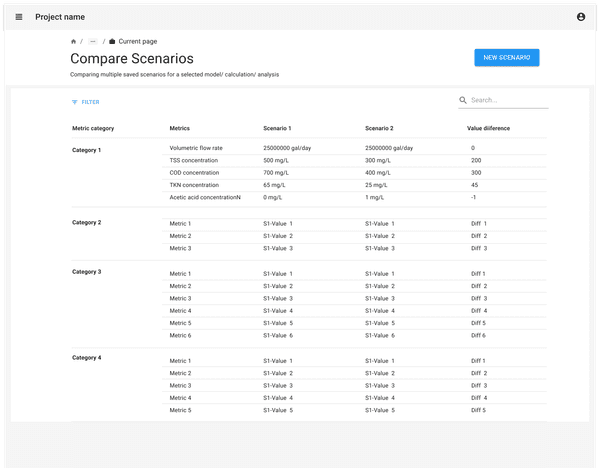 Project name
/ ... / Current page
Compare Scenarios
NEW SCENARIO
Comparing multiple saved scenarios for a selected model/ calculation/ analysis
FILTER
Search...
Metric category Metrics Scenario 1 Scenario 2 Value diiference
Category 1 Volumetric flow rate 25000000 gal/day 25000000 gal/day 0
TSS concentration 500 mg/L 300 mg/L 200
COD concentration 700 mg/L 400 mg/L 300
TKN concentration 65 mg/L 25 mg/L 45
Acetic acid concentrationN 0 mg/L 1 mg/L -1
Category 2 Metric 1 S1-Value 1 S1-Value 1 Diff 1
Metric 2 S1-Value 2 S1-Value 2 Diff 2
Metric 3 S1-Value 3 S1-Value 3 Diff 3
Category 3 Metric 1 S1-Value 1 S1-Value 1 Diff 1
Metric 2 S1-Value 2 S1-Value 2 Diff 2
Metric 3 S1-Value 3 S1-Value 3 Diff 3
Metric 4 S1-Value 4 S1-Value 4 Diff 4
Metric 5 S1-Value 5 S1-Value 5 Diff 5
Metric 6 S1-Value 6 S1-Value 6 Diff 6
Category 4 Metric 1 S1-Value 1 S1-Value 1 Diff 1
Metric 2 S1-Value 2 S1-Value 2 Diff 2
Metric 3 S1-Value 3 S1-Value 3 Diff 3
Metric 4 S1-Value 4 S1-Value 4 Diff 4
Metric 5 S1-Value 5 S1-Value 5 Diff 5